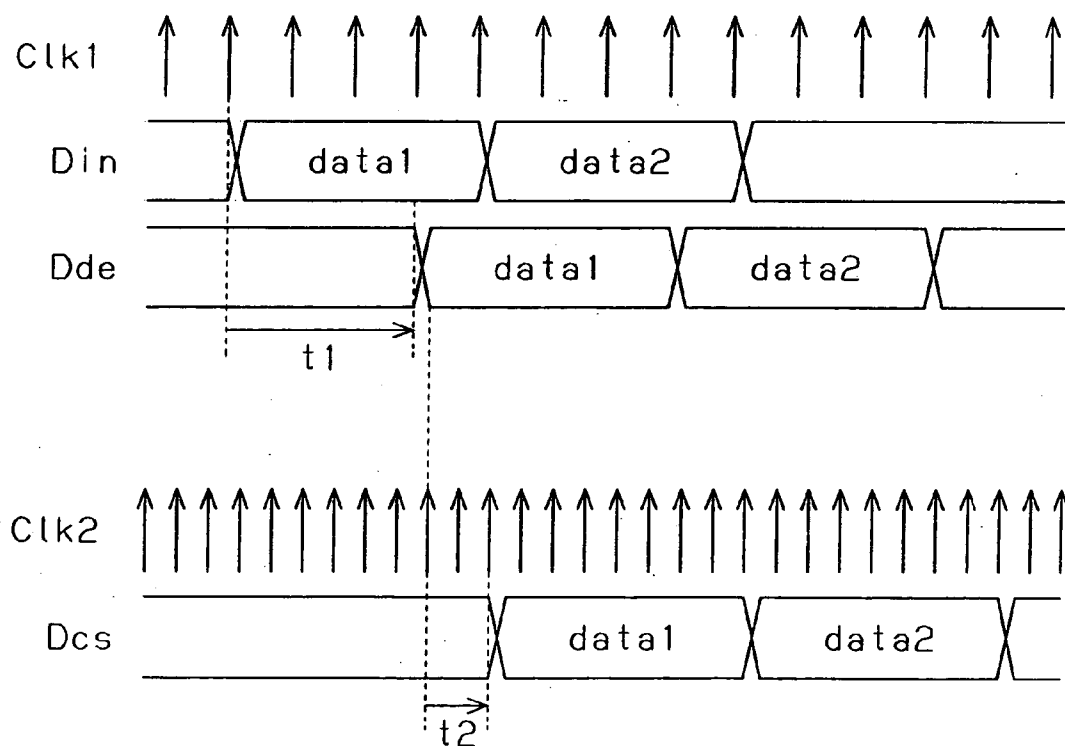 Clk1
Din data1 data2
Dde data1 data2
t1
Clk2
Dcs data1 data2
t2